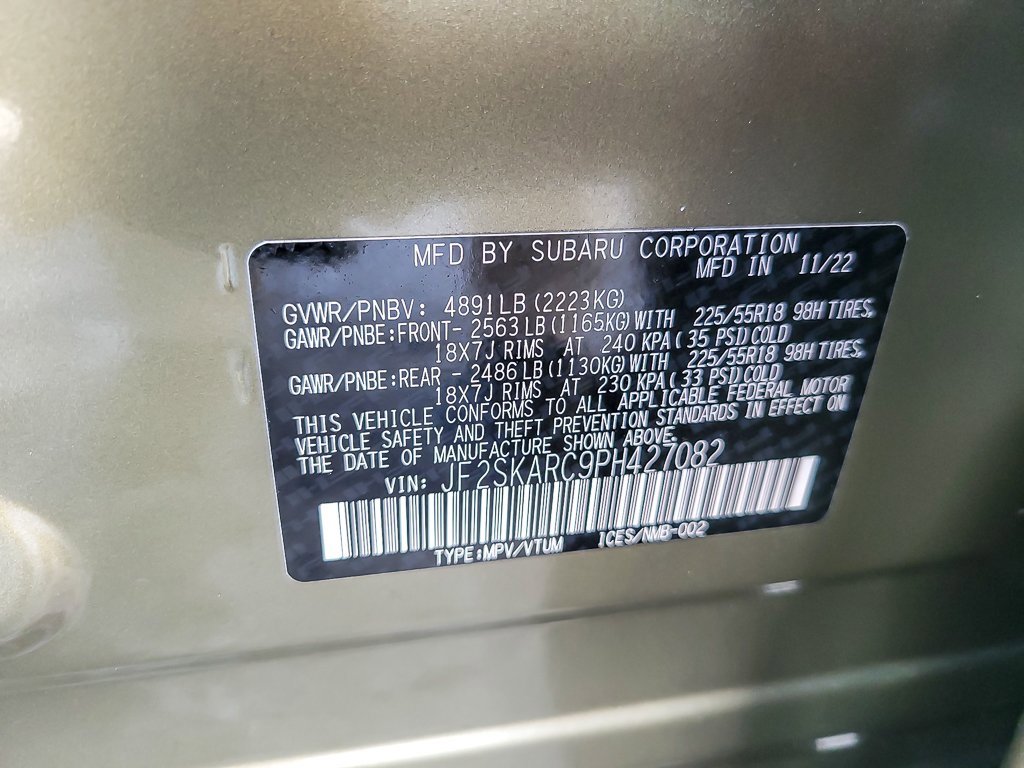 MFD BY SUBARU CORPORATION
MFD IN 11/22
GVWR/PNBV: 4891LB (2223KG)
GAWR/PNBE:FRONT- 2563LB (1165KG) WITH 225/55R18 98H TIRES,
18X7J RIMS AT 240 KPA( 35 PSI) COLD
GAWR/PNBE:REAR - 2486LB (1130KG) WITH 225/55R18 98H TIRES,
18X7J RIMS AT 230 KPA( 33 PSI) COLD
THIS VEHICLE CONFORMS TO ALL APPLICABLE FEDERAL MOTOR
VEHICLE SAFETY AND THEFT PREVENTION STANDARDS IN EFFECT ON
THE DATE OF MANUFACTURE SHOWN ABOVE.
VIN: JF2SKARC9PH427082
TYPE:MPV/VTUM ICES/NMB-002